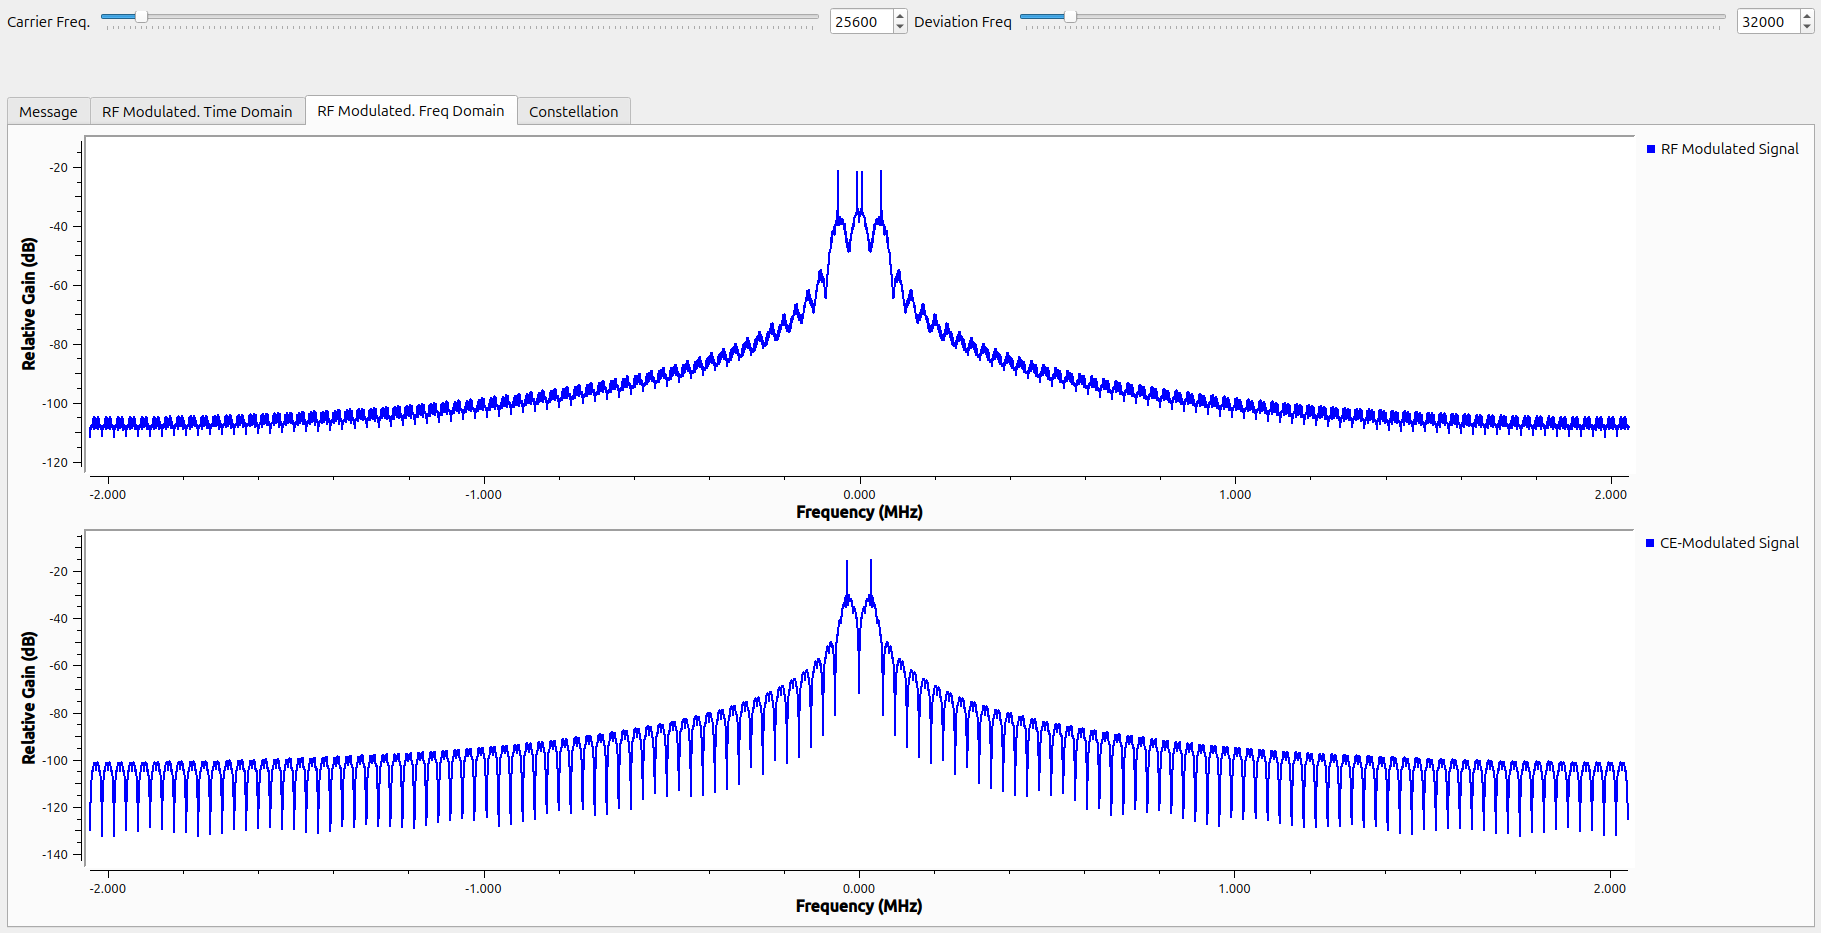 Carrier Freq. 25600 Deviation Freq 32000
Message RF Modulated. Time Domain RF Modulated. Freq Domain Constellation
RF Modulated Signal
Relative Gain (dB)
-20
-40
-60
-80
-100
-120
-2.000 -1.000 0.000 1.000 2.000
Frequency (MHz)
CE-Modulated Signal
Relative Gain (dB)
-20
-40
-60
-80
-100
-120
-140
-2.000 -1.000 0.000 1.000 2.000
Frequency (MHz)